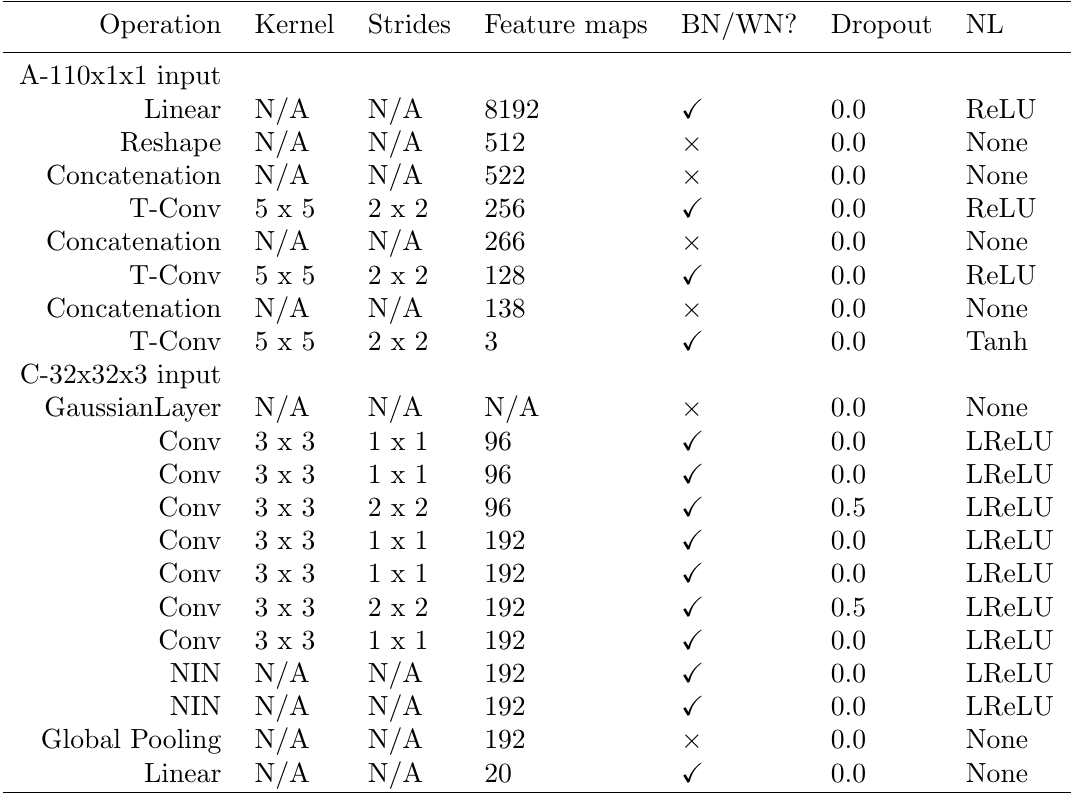 Operation Kernel Strides Feature maps BN/WN? Dropout NL
A-110x1x1 input
Linear N/A N/A 8192 ✓ 0.0 ReLU
Reshape N/A N/A 512 × 0.0 None
Concatenation N/A N/A 522 × 0.0 None
T-Conv 5 x 5 2 x 2 256 ✓ 0.0 ReLU
Concatenation N/A N/A 266 × 0.0 None
T-Conv 5 x 5 2 x 2 128 ✓ 0.0 ReLU
Concatenation N/A N/A 138 × 0.0 None
T-Conv 5 x 5 2 x 2 3 ✓ 0.0 Tanh
C-32x32x3 input
GaussianLayer N/A N/A N/A × 0.0 None
Conv 3 x 3 1 x 1 96 ✓ 0.0 LReLU
Conv 3 x 3 1 x 1 96 ✓ 0.0 LReLU
Conv 3 x 3 2 x 2 96 ✓ 0.5 LReLU
Conv 3 x 3 1 x 1 192 ✓ 0.0 LReLU
Conv 3 x 3 1 x 1 192 ✓ 0.0 LReLU
Conv 3 x 3 2 x 2 192 ✓ 0.5 LReLU
Conv 3 x 3 1 x 1 192 ✓ 0.0 LReLU
NIN N/A N/A 192 ✓ 0.0 LReLU
NIN N/A N/A 192 ✓ 0.0 LReLU
Global Pooling N/A N/A 192 × 0.0 None
Linear N/A N/A 20 ✓ 0.0 None